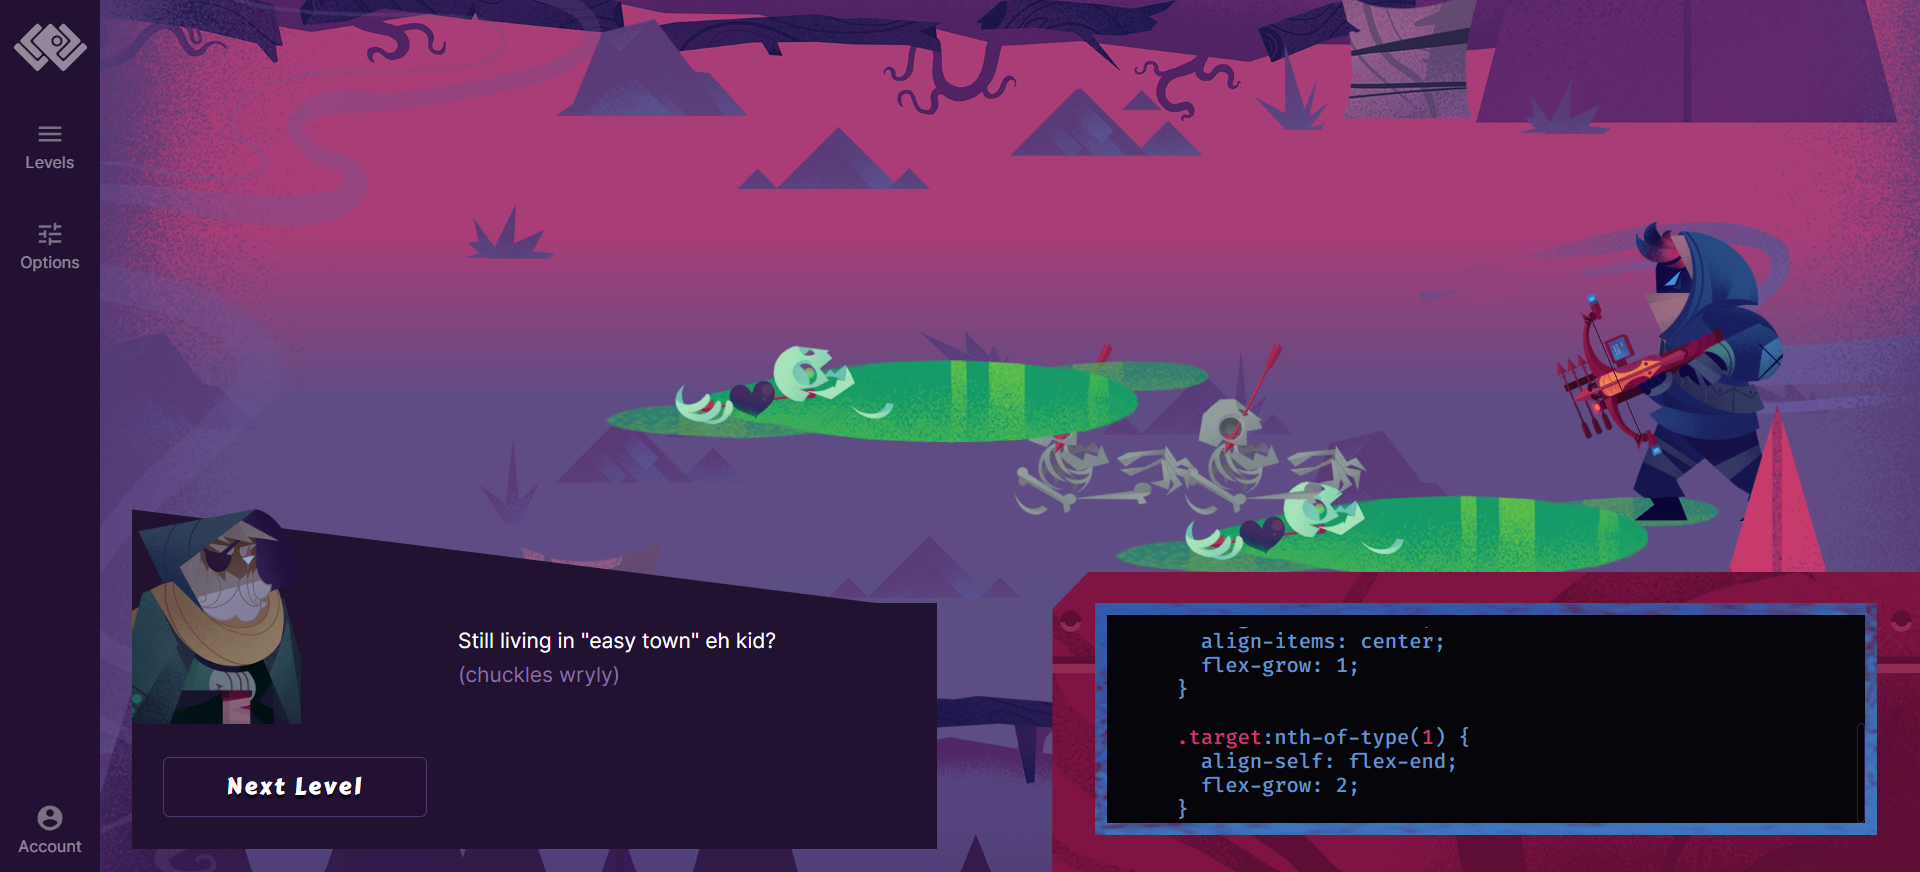 Levels
Options
Still living in "easy town" eh kid?
(chuckles wryly)
Next Level
Account
align-items: center;
flex-grow: 1;
}
.target:nth-of-type(1) {
align-self: flex-end;
flex-grow: 2;
}